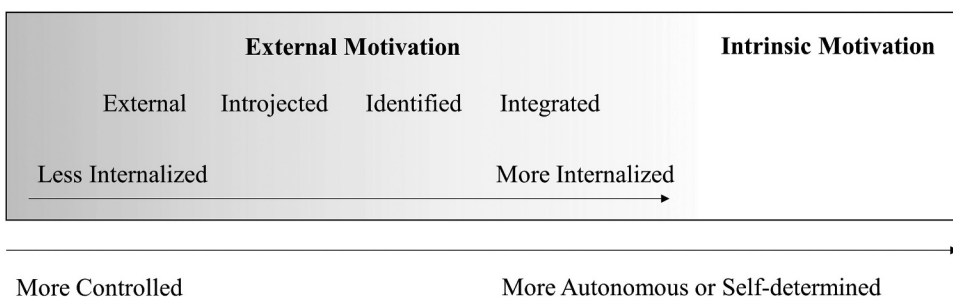 External Motivation Intrinsic Motivation
External Introjected Identified Integrated
Less Internalized More Internalized
More Controlled More Autonomous or Self-determined